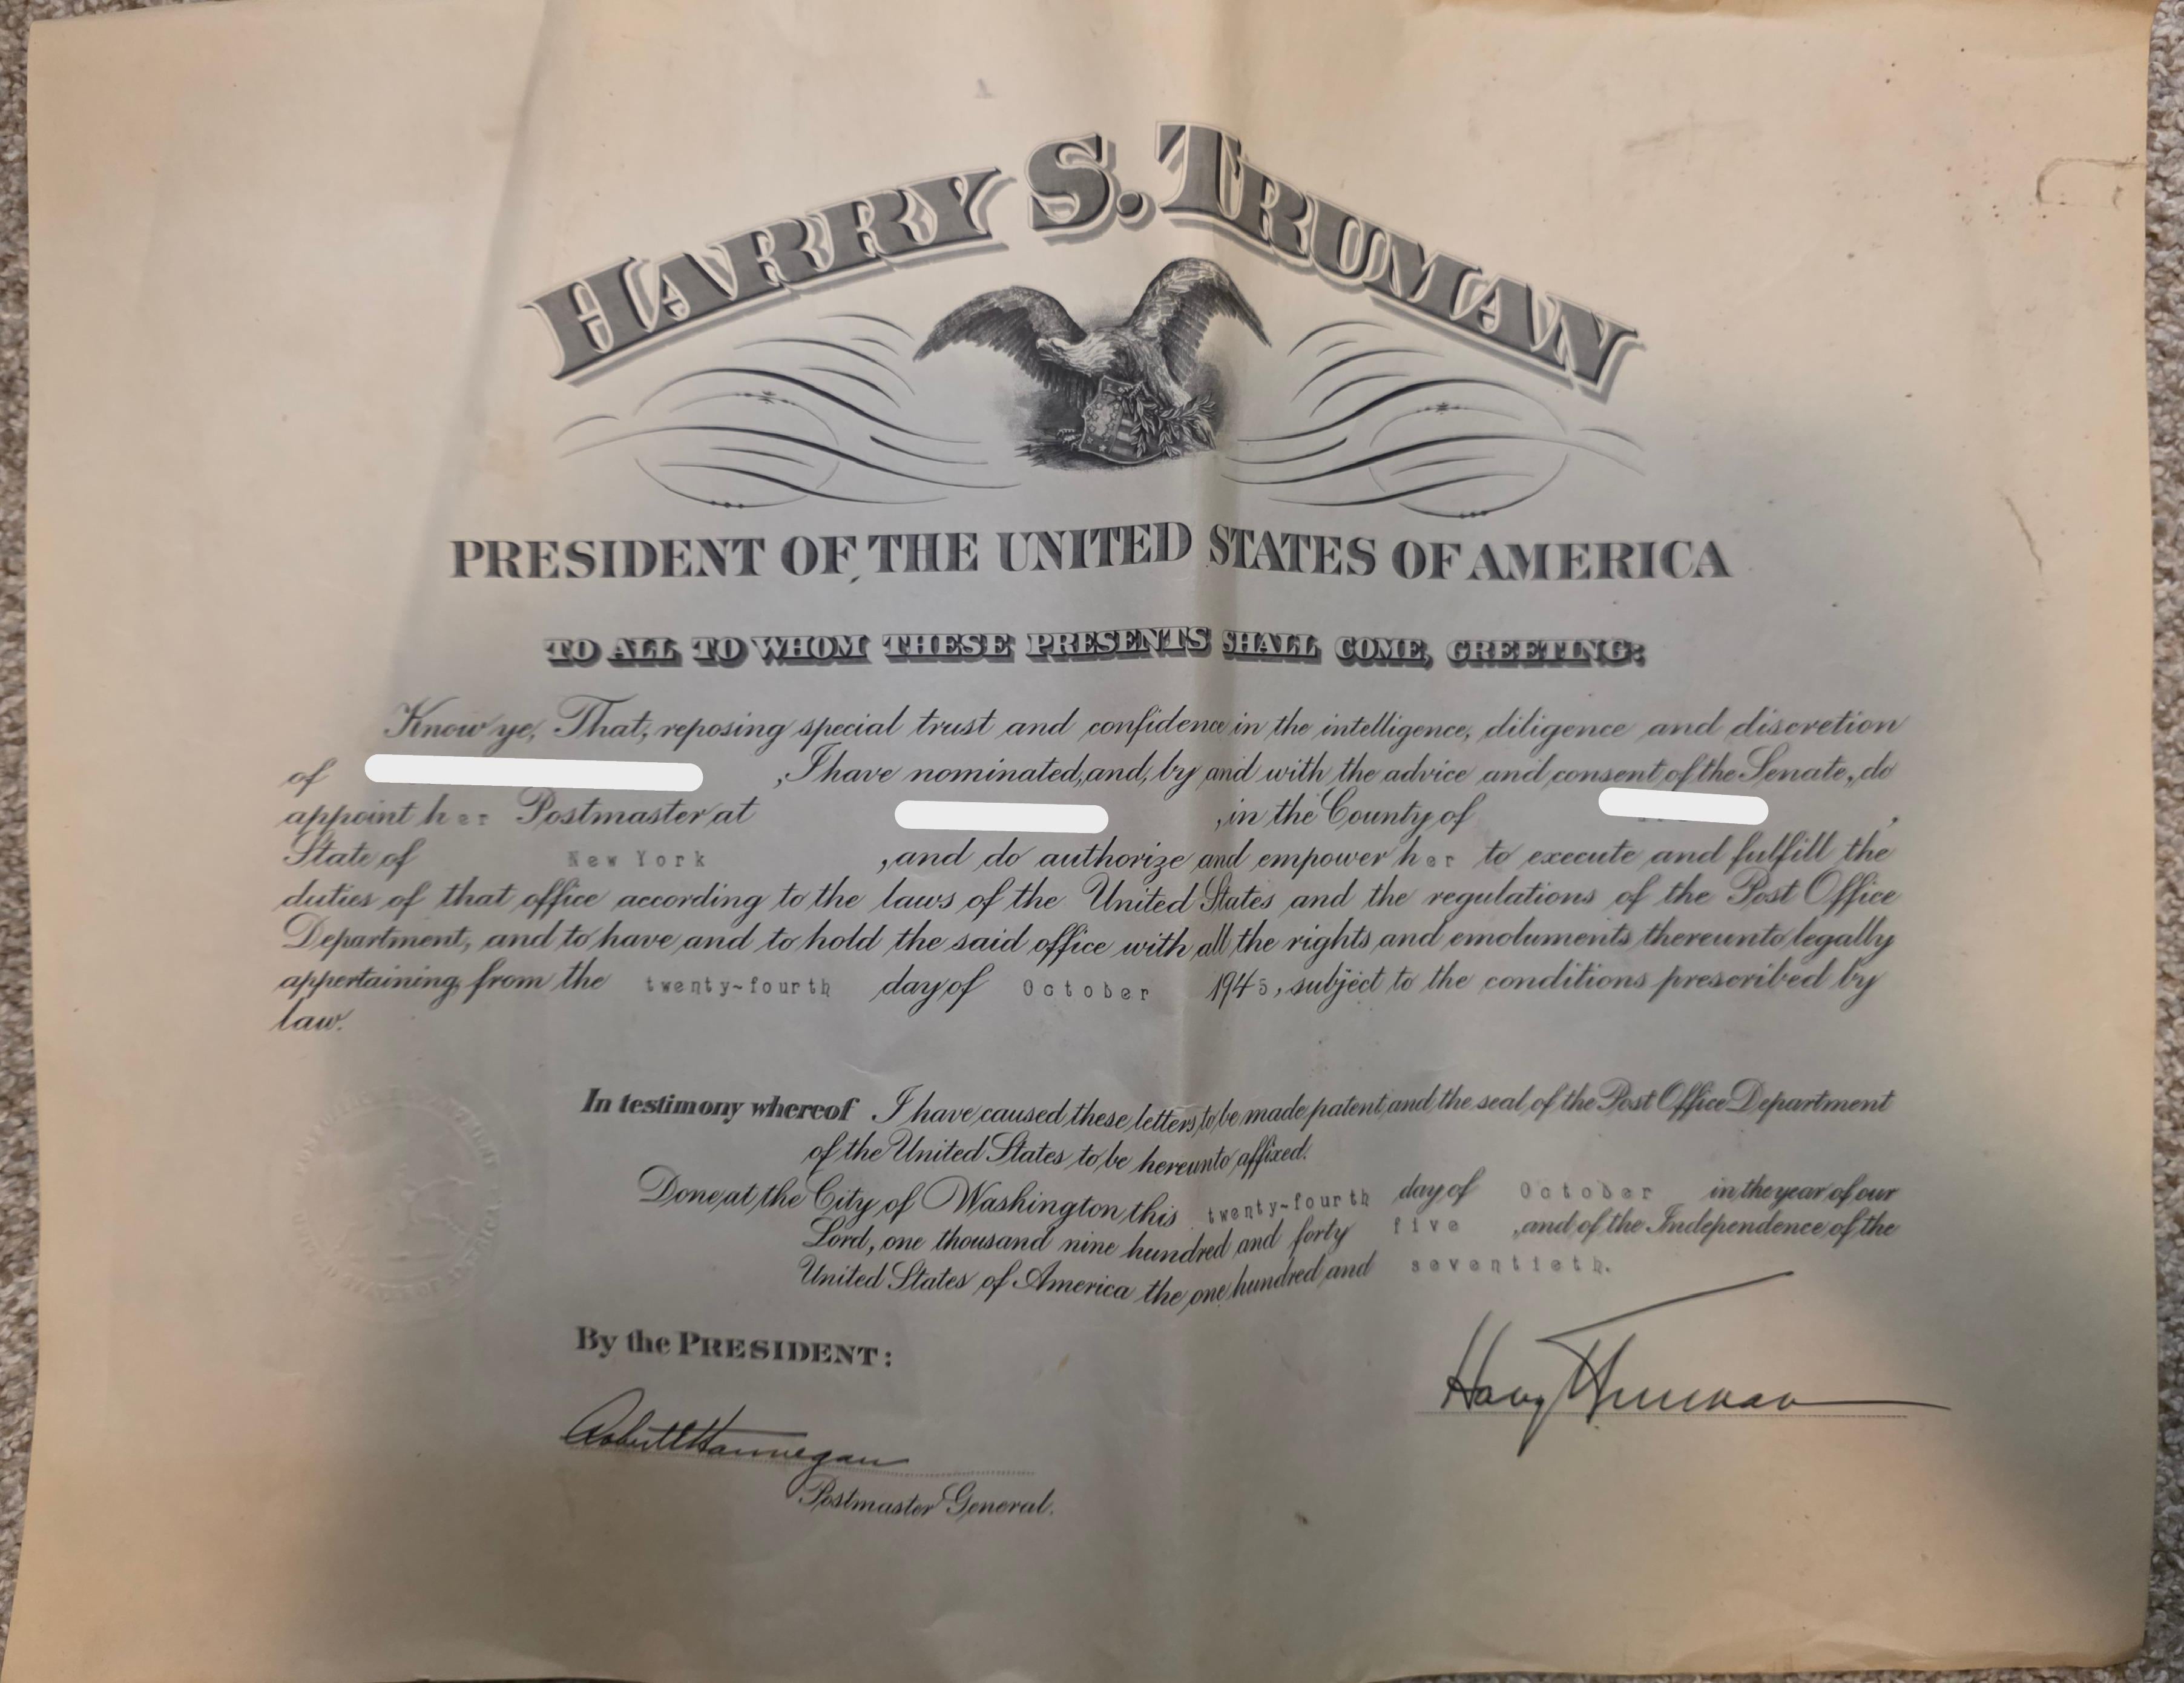 HARRY S. TRUMAN
PRESIDENT OF THE UNITED STATES OF AMERICA
TO ALL TO WHOM THESE PRESENTS SHALL COME, GREETING:
Know ye, That, reposing special trust and confidence in the intelligence, diligence and discretion
of , I have nominated, and, by and with the advice and consent of the Senate, do
appoint her Postmaster at , in the County of ,
State of New York , and do authorize and empower her to execute and fulfill the
duties of that office according to the laws of the United States and the regulations of the Post Office
Department, and to have and to hold the said office with all the rights and emoluments thereunto legally
appertaining, from the twenty-fourth day of October 1945, subject to the conditions prescribed by
law.
In testimony whereof I have caused these letters to be made patent, and the seal of the Post Office Department
of the United States to be hereunto affixed.
Done at the City of Washington this twenty-fourth day of October in the year of our
Lord, one thousand nine hundred and forty five , and of the Independence of the
United States of America the one hundred and seventieth.
By the PRESIDENT:
Harry Truman
Robert E Hannegan
Postmaster General.